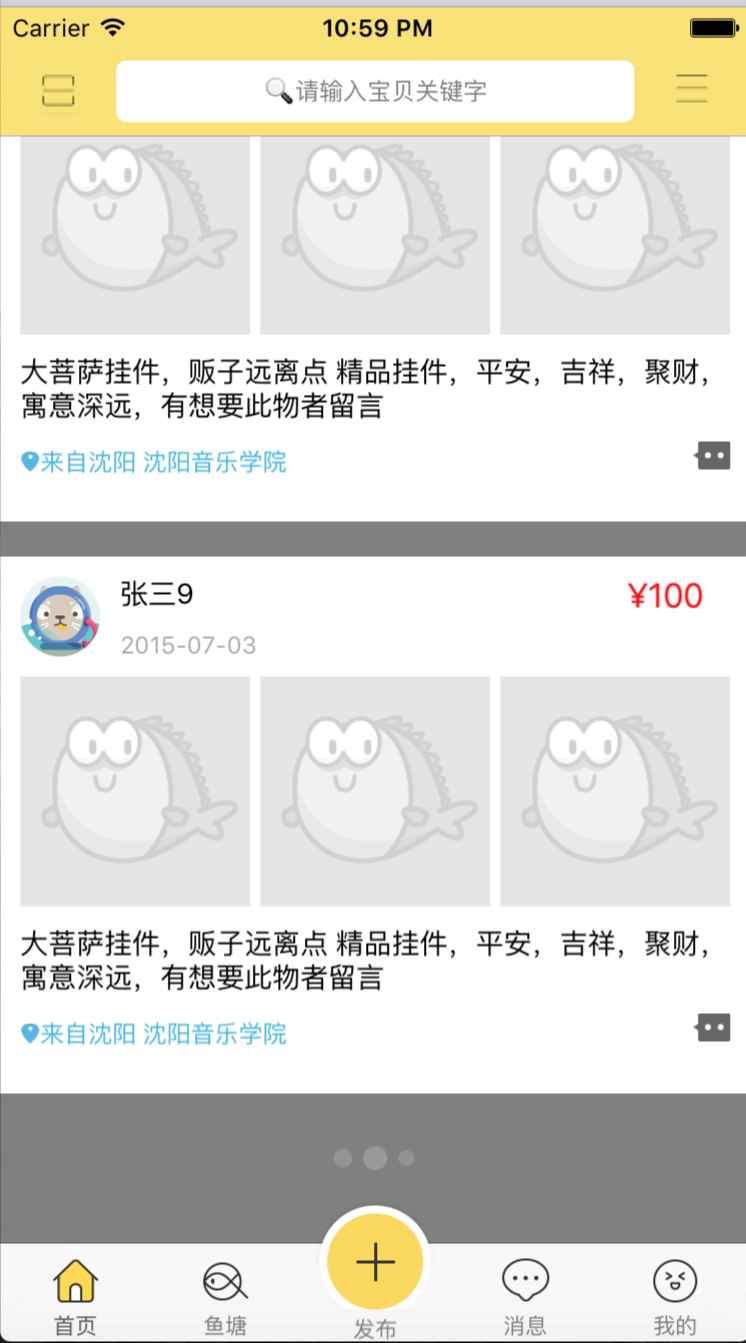 Carrier 10:59 PM
请输入宝贝关键字
大菩萨挂件，贩子远离点 精品挂件，平安，吉祥，聚财，
寓意深远，有想要此物者留言
来自沈阳 沈阳音乐学院
张三9 ¥100
2015-07-03
大菩萨挂件，贩子远离点 精品挂件，平安，吉祥，聚财，
寓意深远，有想要此物者留言
来自沈阳 沈阳音乐学院
首页 鱼塘 发布 消息 我的